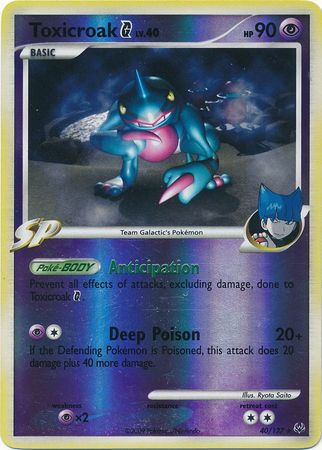 Toxicroak G LV.40 HP 90
BASIC
SP
Team Galactic's Pokémon
Poké-BODY Anticipation
Prevent all effects of attacks, excluding damage, done to
Toxicroak G.
Deep Poison 20+
If the Defending Pokémon is Poisoned, this attack does 20
damage plus 40 more damage.
Illus. Ryota Saito
weakness resistance retreat cost
×2
©2009 Pokémon/Nintendo 40/127